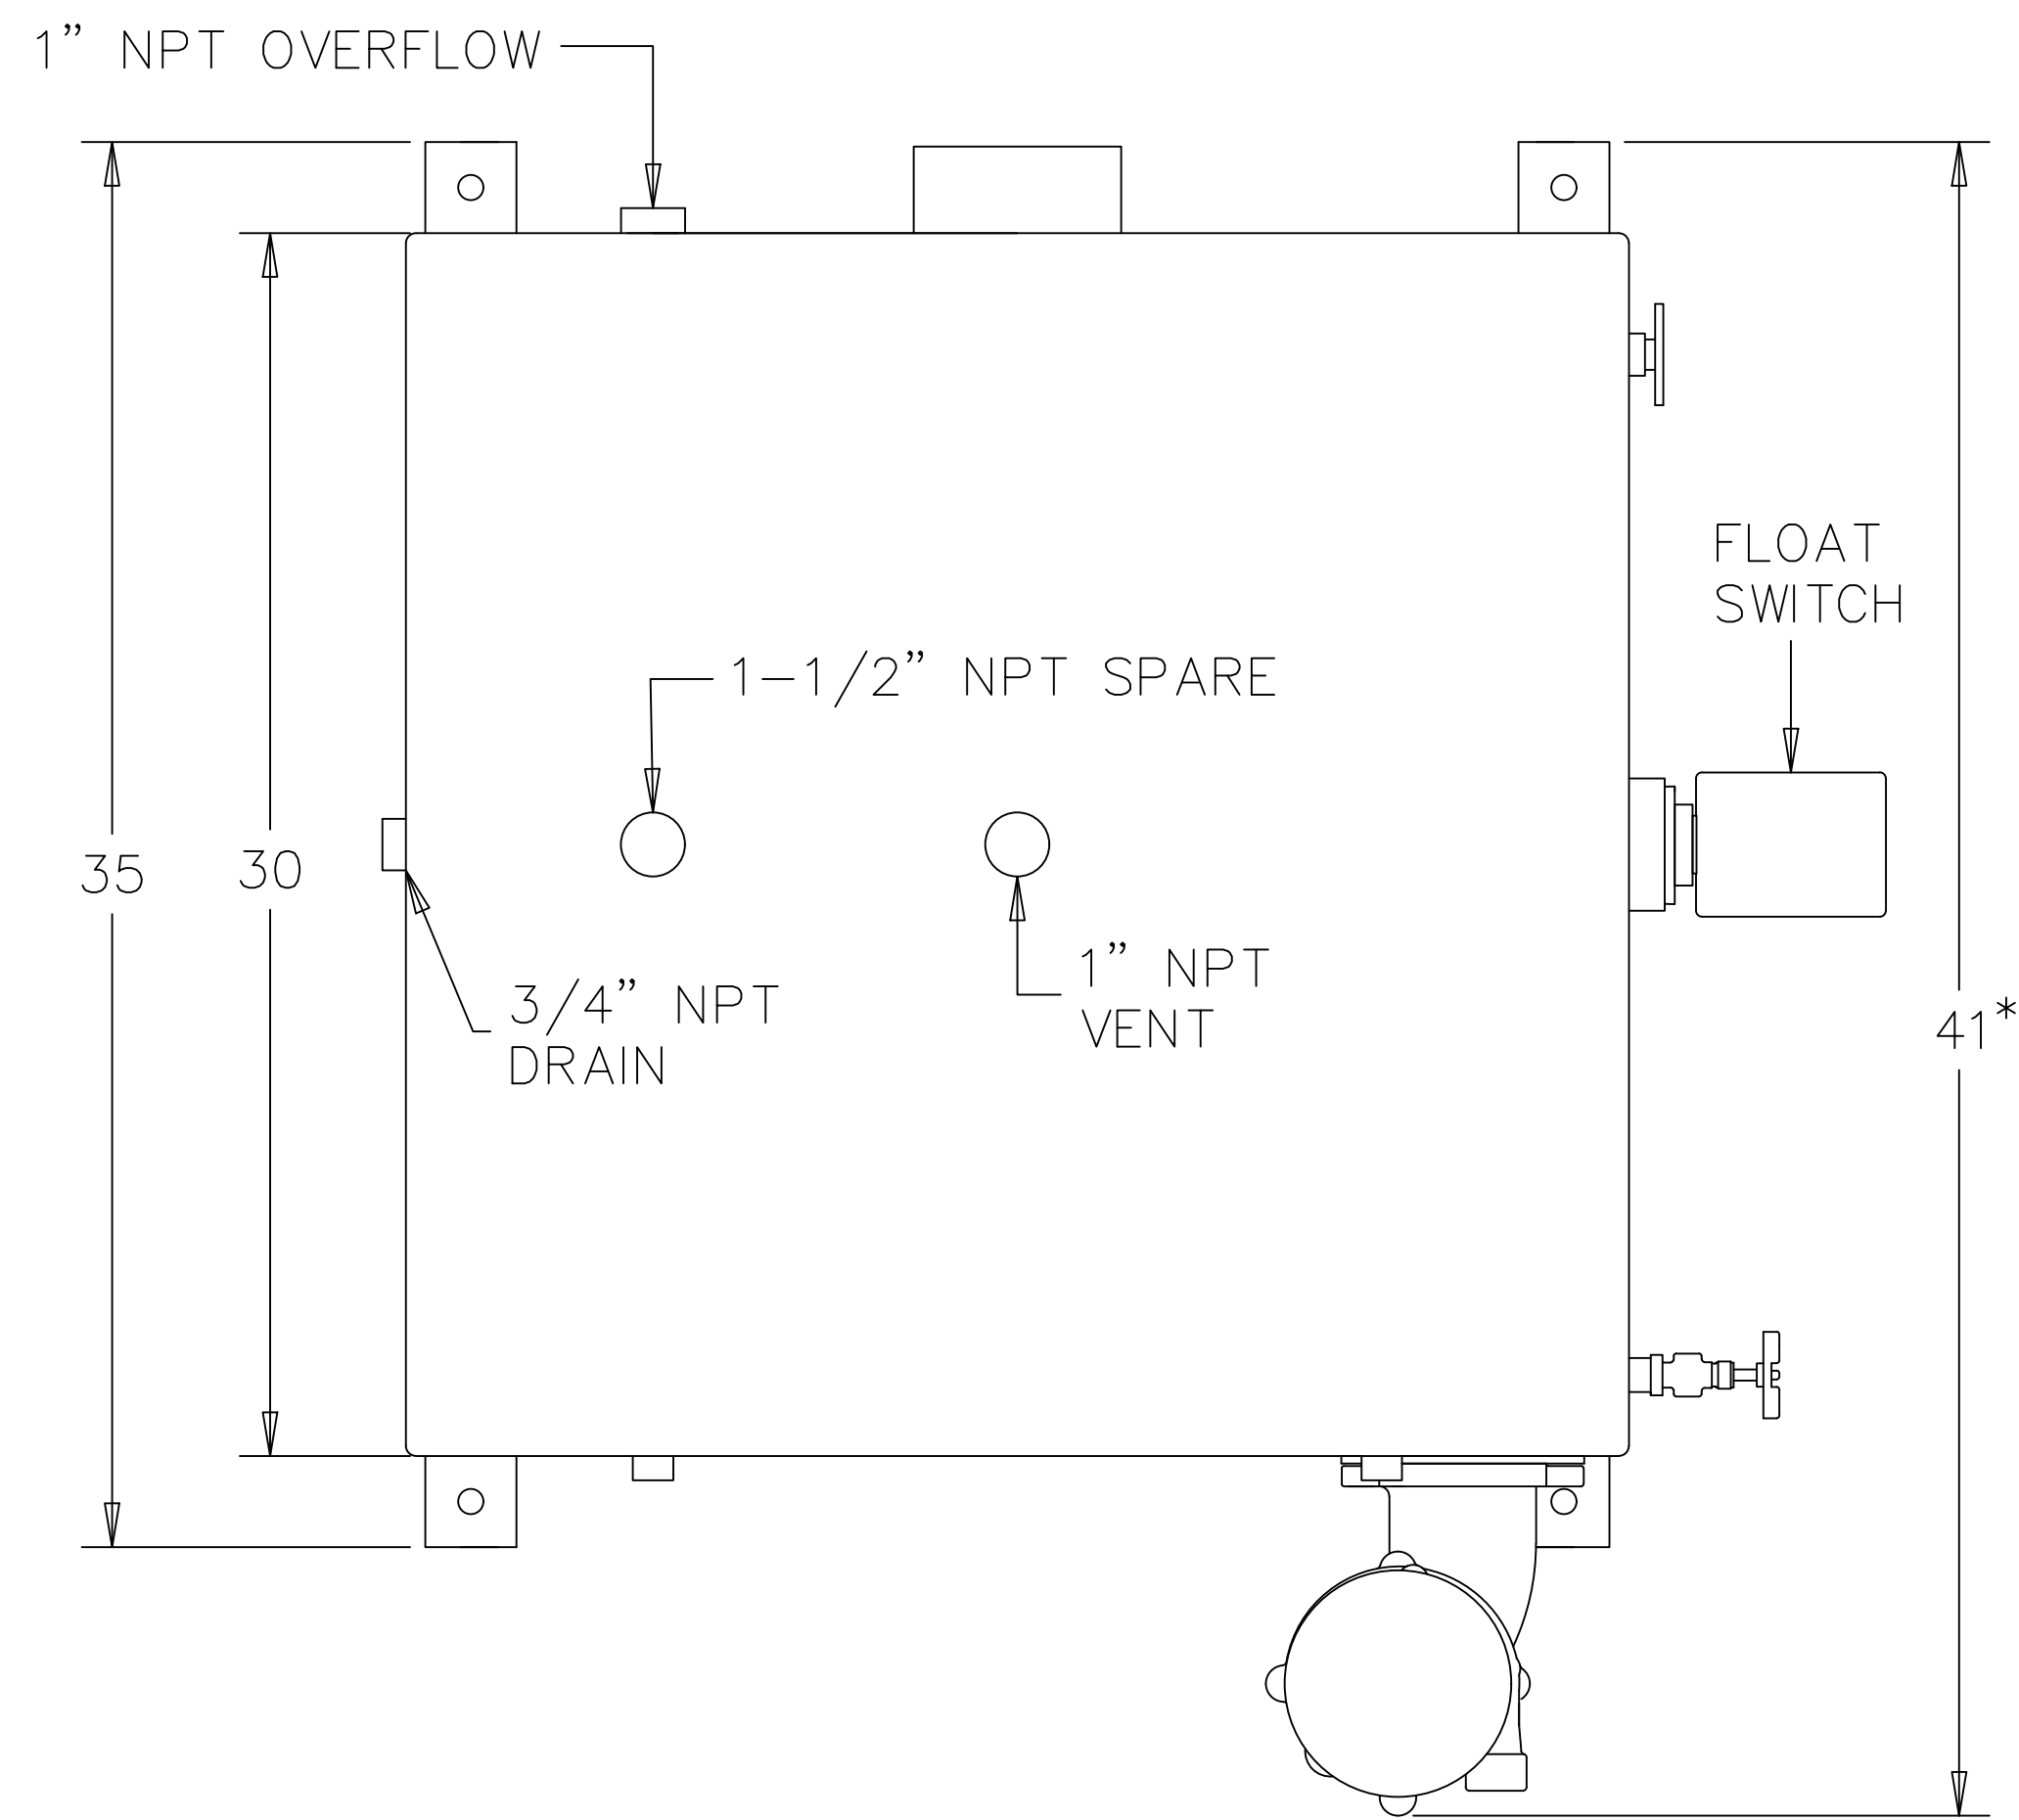 1” NPT OVERFLOW
FLOAT
SWITCH
1-1/2” NPT SPARE
35
30
1” NPT
VENT
3/4” NPT
DRAIN
41*